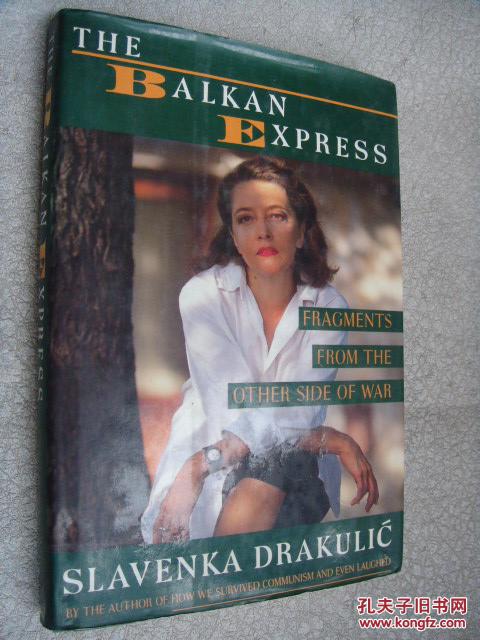 THE
BALKAN
EXPRESS
THE BALKAN EXPRESS
FRAGMENTS
FROM THE
OTHER SIDE OF WAR
SLAVENKA DRAKULIĆ
BY THE AUTHOR OF HOW WE SURVIVED COMMUNISM AND EVEN LAUGHED
孔夫子旧书网
kongfz.com